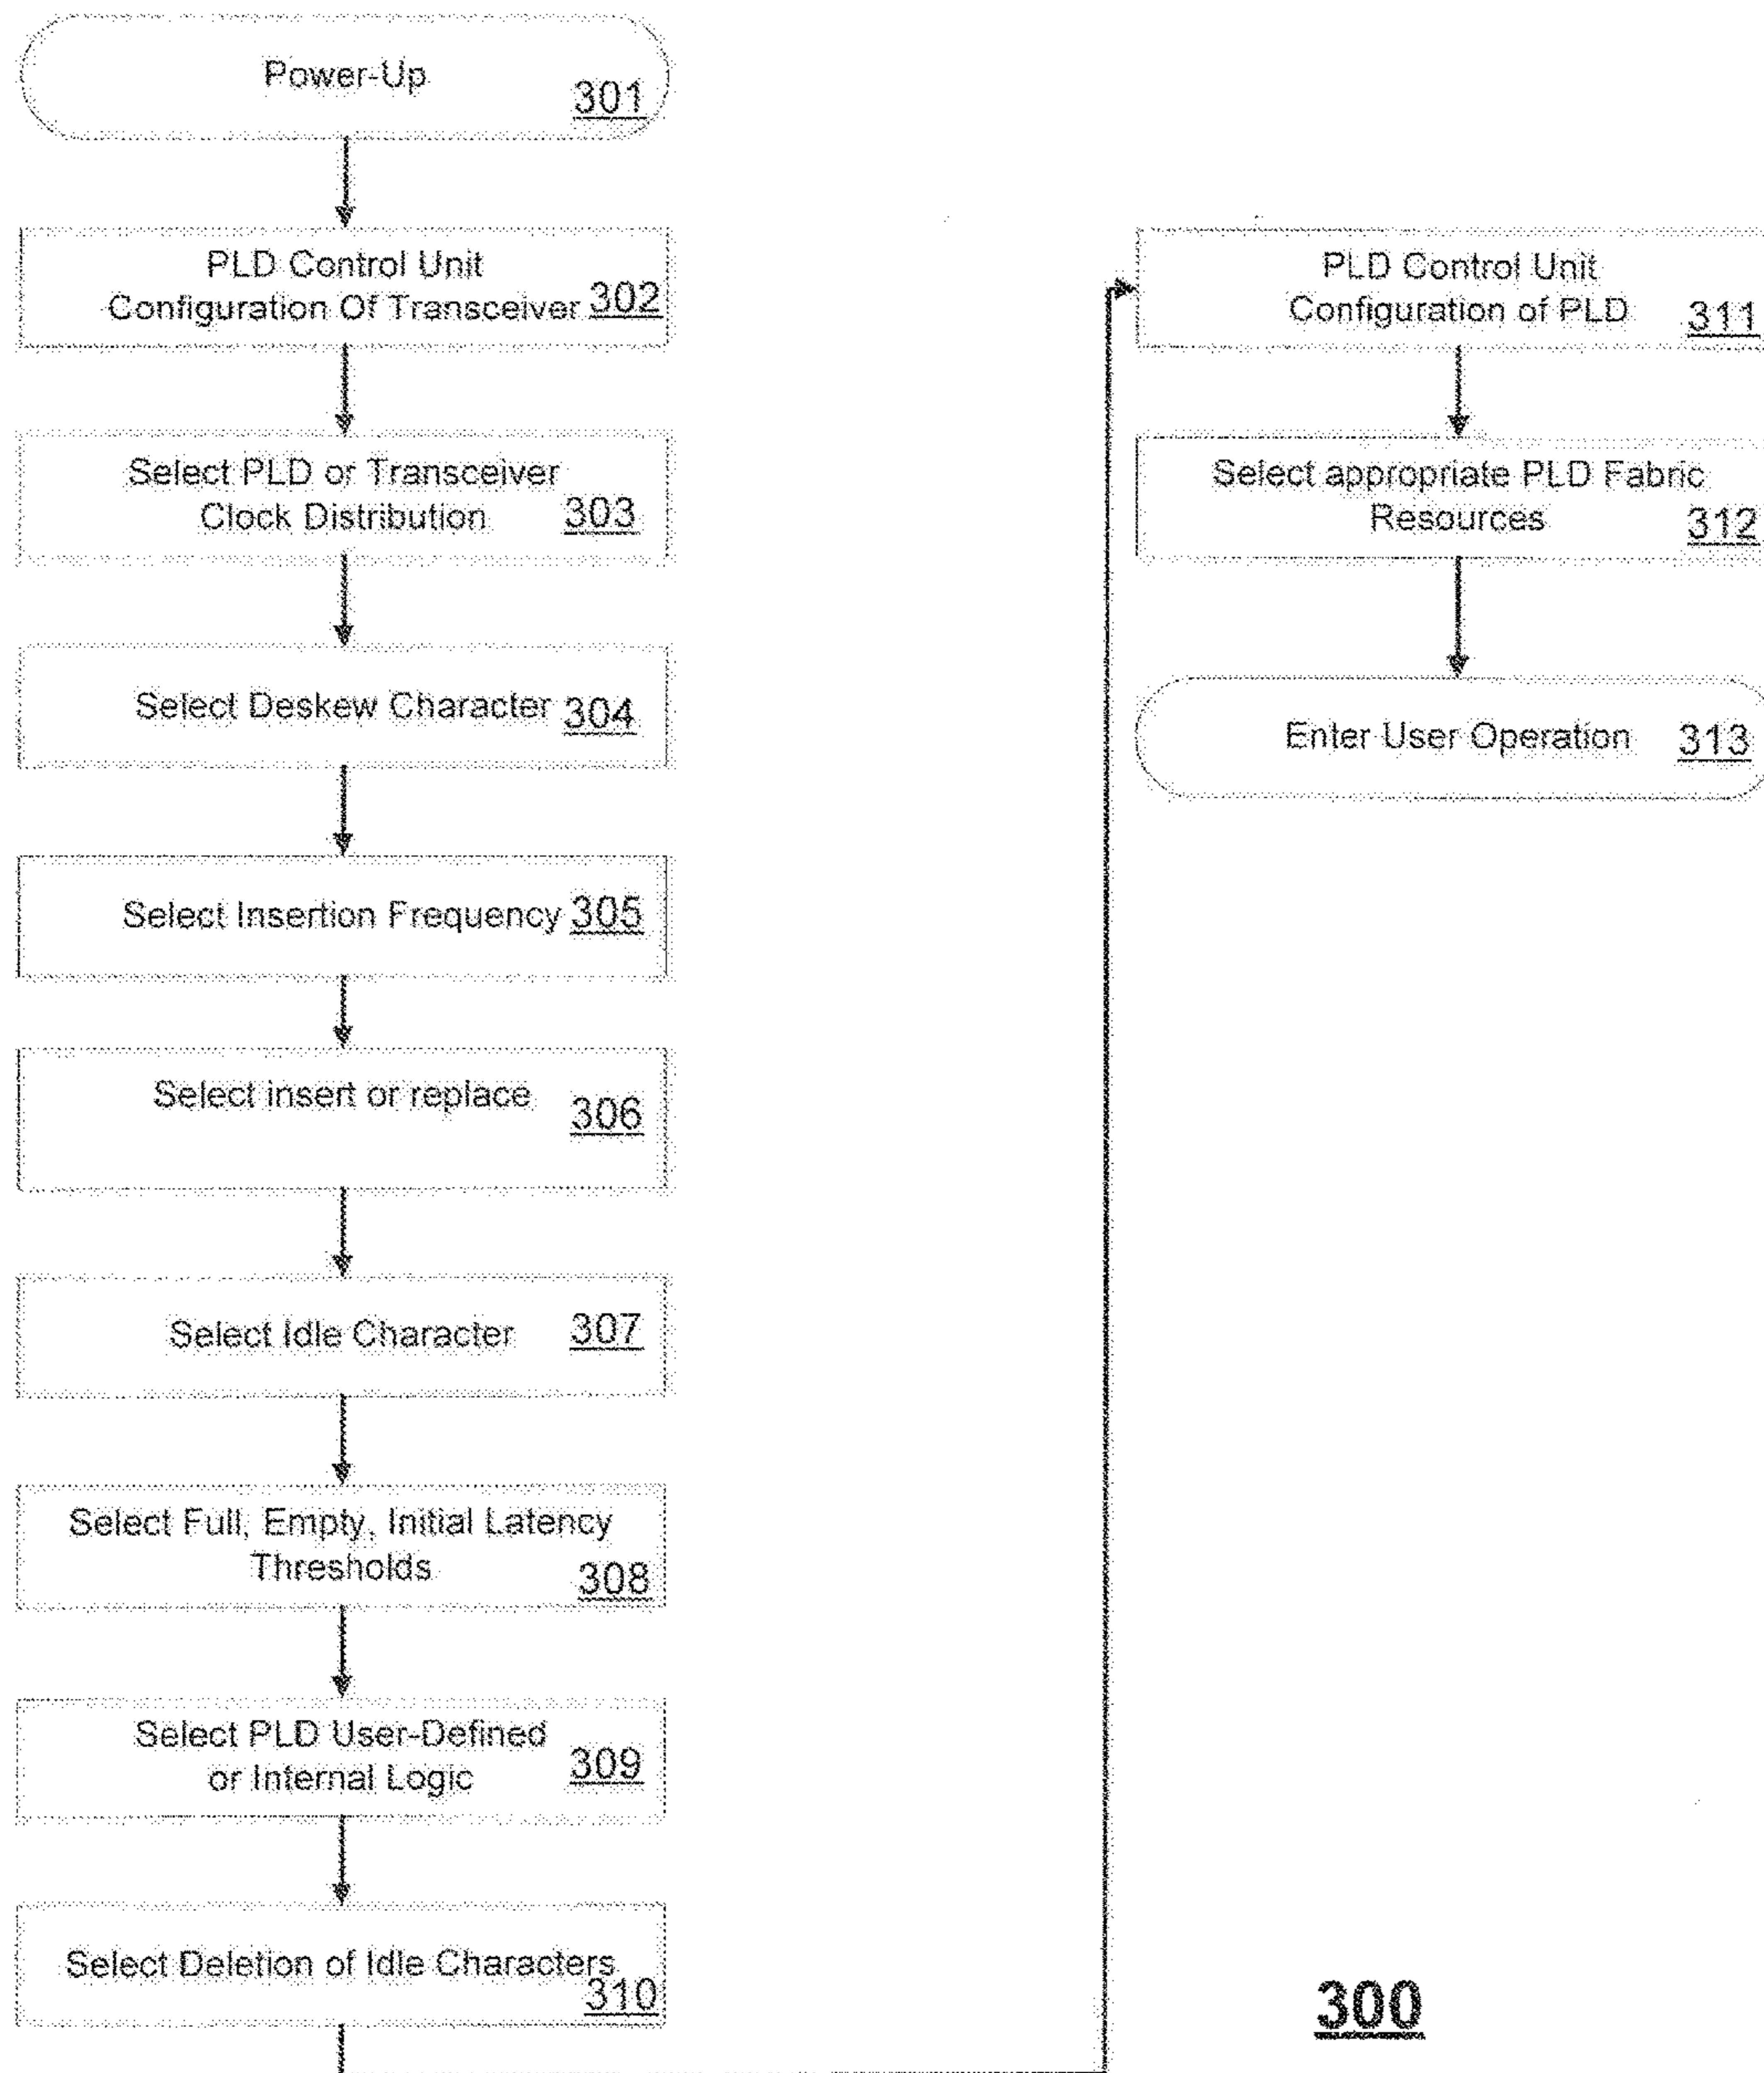 Power-Up
301
PLD Control Unit
Configuration Of Transceiver 302
Select PLD or Transceiver
Clock Distribution 303
Select Deskew Character 304
Select Insertion Frequency 305
Select insert or replace
306
Select Idle Character 307
Select Full, Empty, Initial Latency
Thresholds 308
Select PLD User-Defined
or Internal Logic 309
Select Deletion of Idle Characters
310
PLD Control Unit
Configuration of PLD 311
Select appropriate PLD Fabric
Resources 312
Enter User Operation 313
300